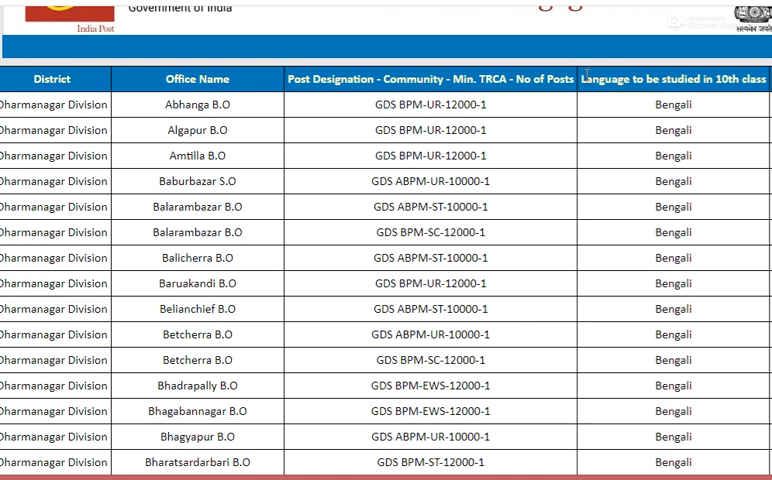 Government of India
India Post
सत्यमेव जयते
District Office Name Post Designation - Community - Min. TRCA - No of Posts Language to be studied in 10th class
Dharmanagar Division Abhanga B.O GDS BPM-UR-12000-1 Bengali
Dharmanagar Division Algapur B.O GDS BPM-UR-12000-1 Bengali
Dharmanagar Division Amtilla B.O GDS BPM-UR-12000-1 Bengali
Dharmanagar Division Baburbazar S.O GDS ABPM-UR-10000-1 Bengali
Dharmanagar Division Balarambazar B.O GDS ABPM-ST-10000-1 Bengali
Dharmanagar Division Balarambazar B.O GDS BPM-SC-12000-1 Bengali
Dharmanagar Division Balicherra B.O GDS ABPM-ST-10000-1 Bengali
Dharmanagar Division Baruakandi B.O GDS BPM-UR-12000-1 Bengali
Dharmanagar Division Belianchief B.O GDS ABPM-ST-10000-1 Bengali
Dharmanagar Division Betcherra B.O GDS ABPM-UR-10000-1 Bengali
Dharmanagar Division Betcherra B.O GDS BPM-SC-12000-1 Bengali
Dharmanagar Division Bhadrapally B.O GDS BPM-EWS-12000-1 Bengali
Dharmanagar Division Bhagabannagar B.O GDS BPM-EWS-12000-1 Bengali
Dharmanagar Division Bhagyapur B.O GDS ABPM-UR-10000-1 Bengali
Dharmanagar Division Bharatsardarbari B.O GDS BPM-ST-12000-1 Bengali